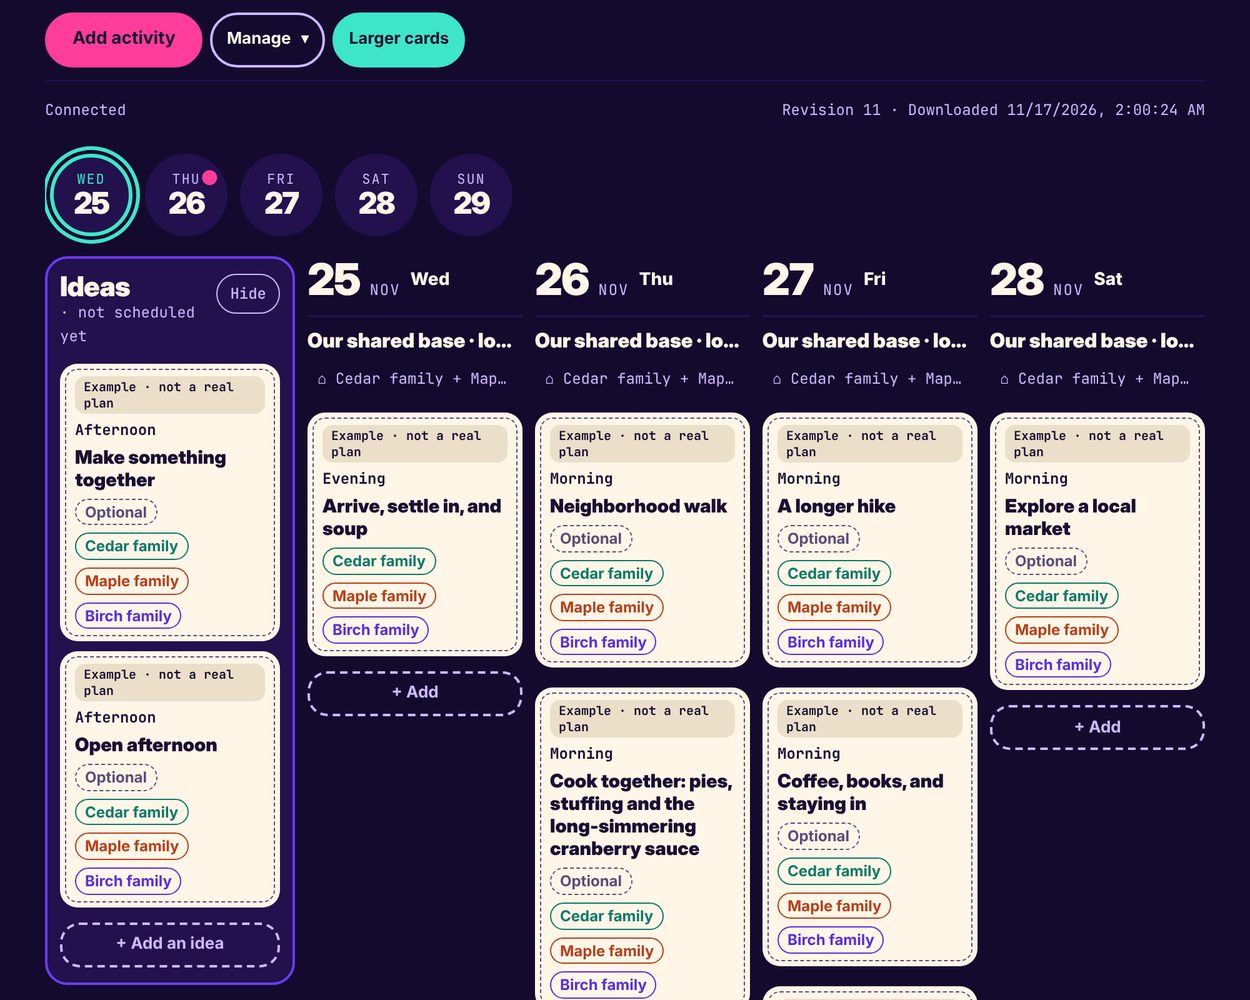 Add activity
Manage ▼
Larger cards
Connected
Revision 11 · Downloaded 11/17/2026, 2:00:24 AM
WED
25
THU
26
FRI
27
SAT
28
SUN
29
Ideas
· not scheduled
yet
Hide
Example · not a real
plan
Afternoon
Make something
together
Optional
Cedar family
Maple family
Birch family
Example · not a real
plan
Afternoon
Open afternoon
Optional
Cedar family
Maple family
Birch family
+ Add an idea
25 NOV Wed
Our shared base · lo…
⌂ Cedar family + Map…
Example · not a real
plan
Evening
Arrive, settle in, and
soup
Cedar family
Maple family
Birch family
+ Add
26 NOV Thu
Our shared base · lo…
⌂ Cedar family + Map…
Example · not a real
plan
Morning
Neighborhood walk
Optional
Cedar family
Maple family
Birch family
Example · not a real
plan
Morning
Cook together: pies,
stuffing and the
long-simmering
cranberry sauce
Optional
Cedar family
Maple family
Birch family
27 NOV Fri
Our shared base · lo…
⌂ Cedar family + Map…
Example · not a real
plan
Morning
A longer hike
Optional
Cedar family
Maple family
Birch family
Example · not a real
plan
Morning
Coffee, books, and
staying in
Optional
Cedar family
Maple family
Birch family
28 NOV Sat
Our shared base · lo…
⌂ Cedar family + Map…
Example · not a real
plan
Morning
Explore a local
market
Optional
Cedar family
Maple family
Birch family
+ Add